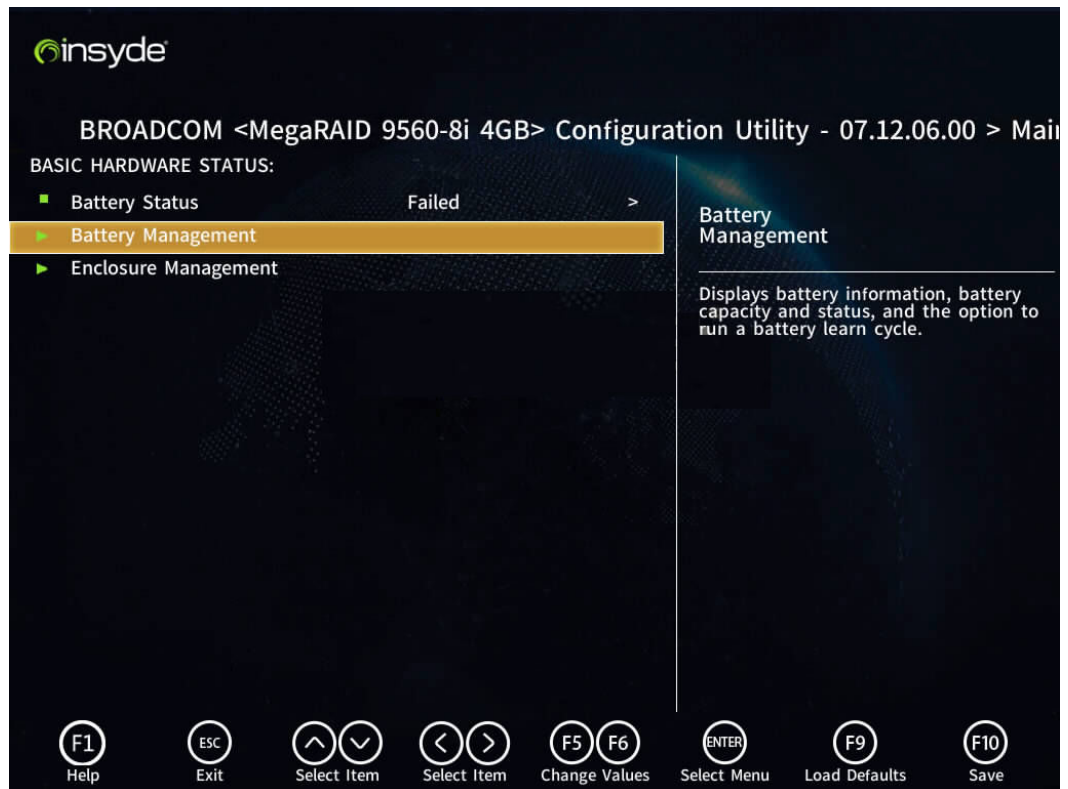 insyde
BROADCOM <MegaRAID 9560-8i 4GB> Configuration Utility - 07.12.06.00 > Mai
BASIC HARDWARE STATUS:
Battery Status Failed >
Battery Management
Enclosure Management
Battery
Management
Displays battery information, battery
capacity and status, and the option to
run a battery learn cycle.
F1 ESC F5 F6 ENTER F9 F10
Help Exit Select Item Select Item Change Values Select Menu Load Defaults Save